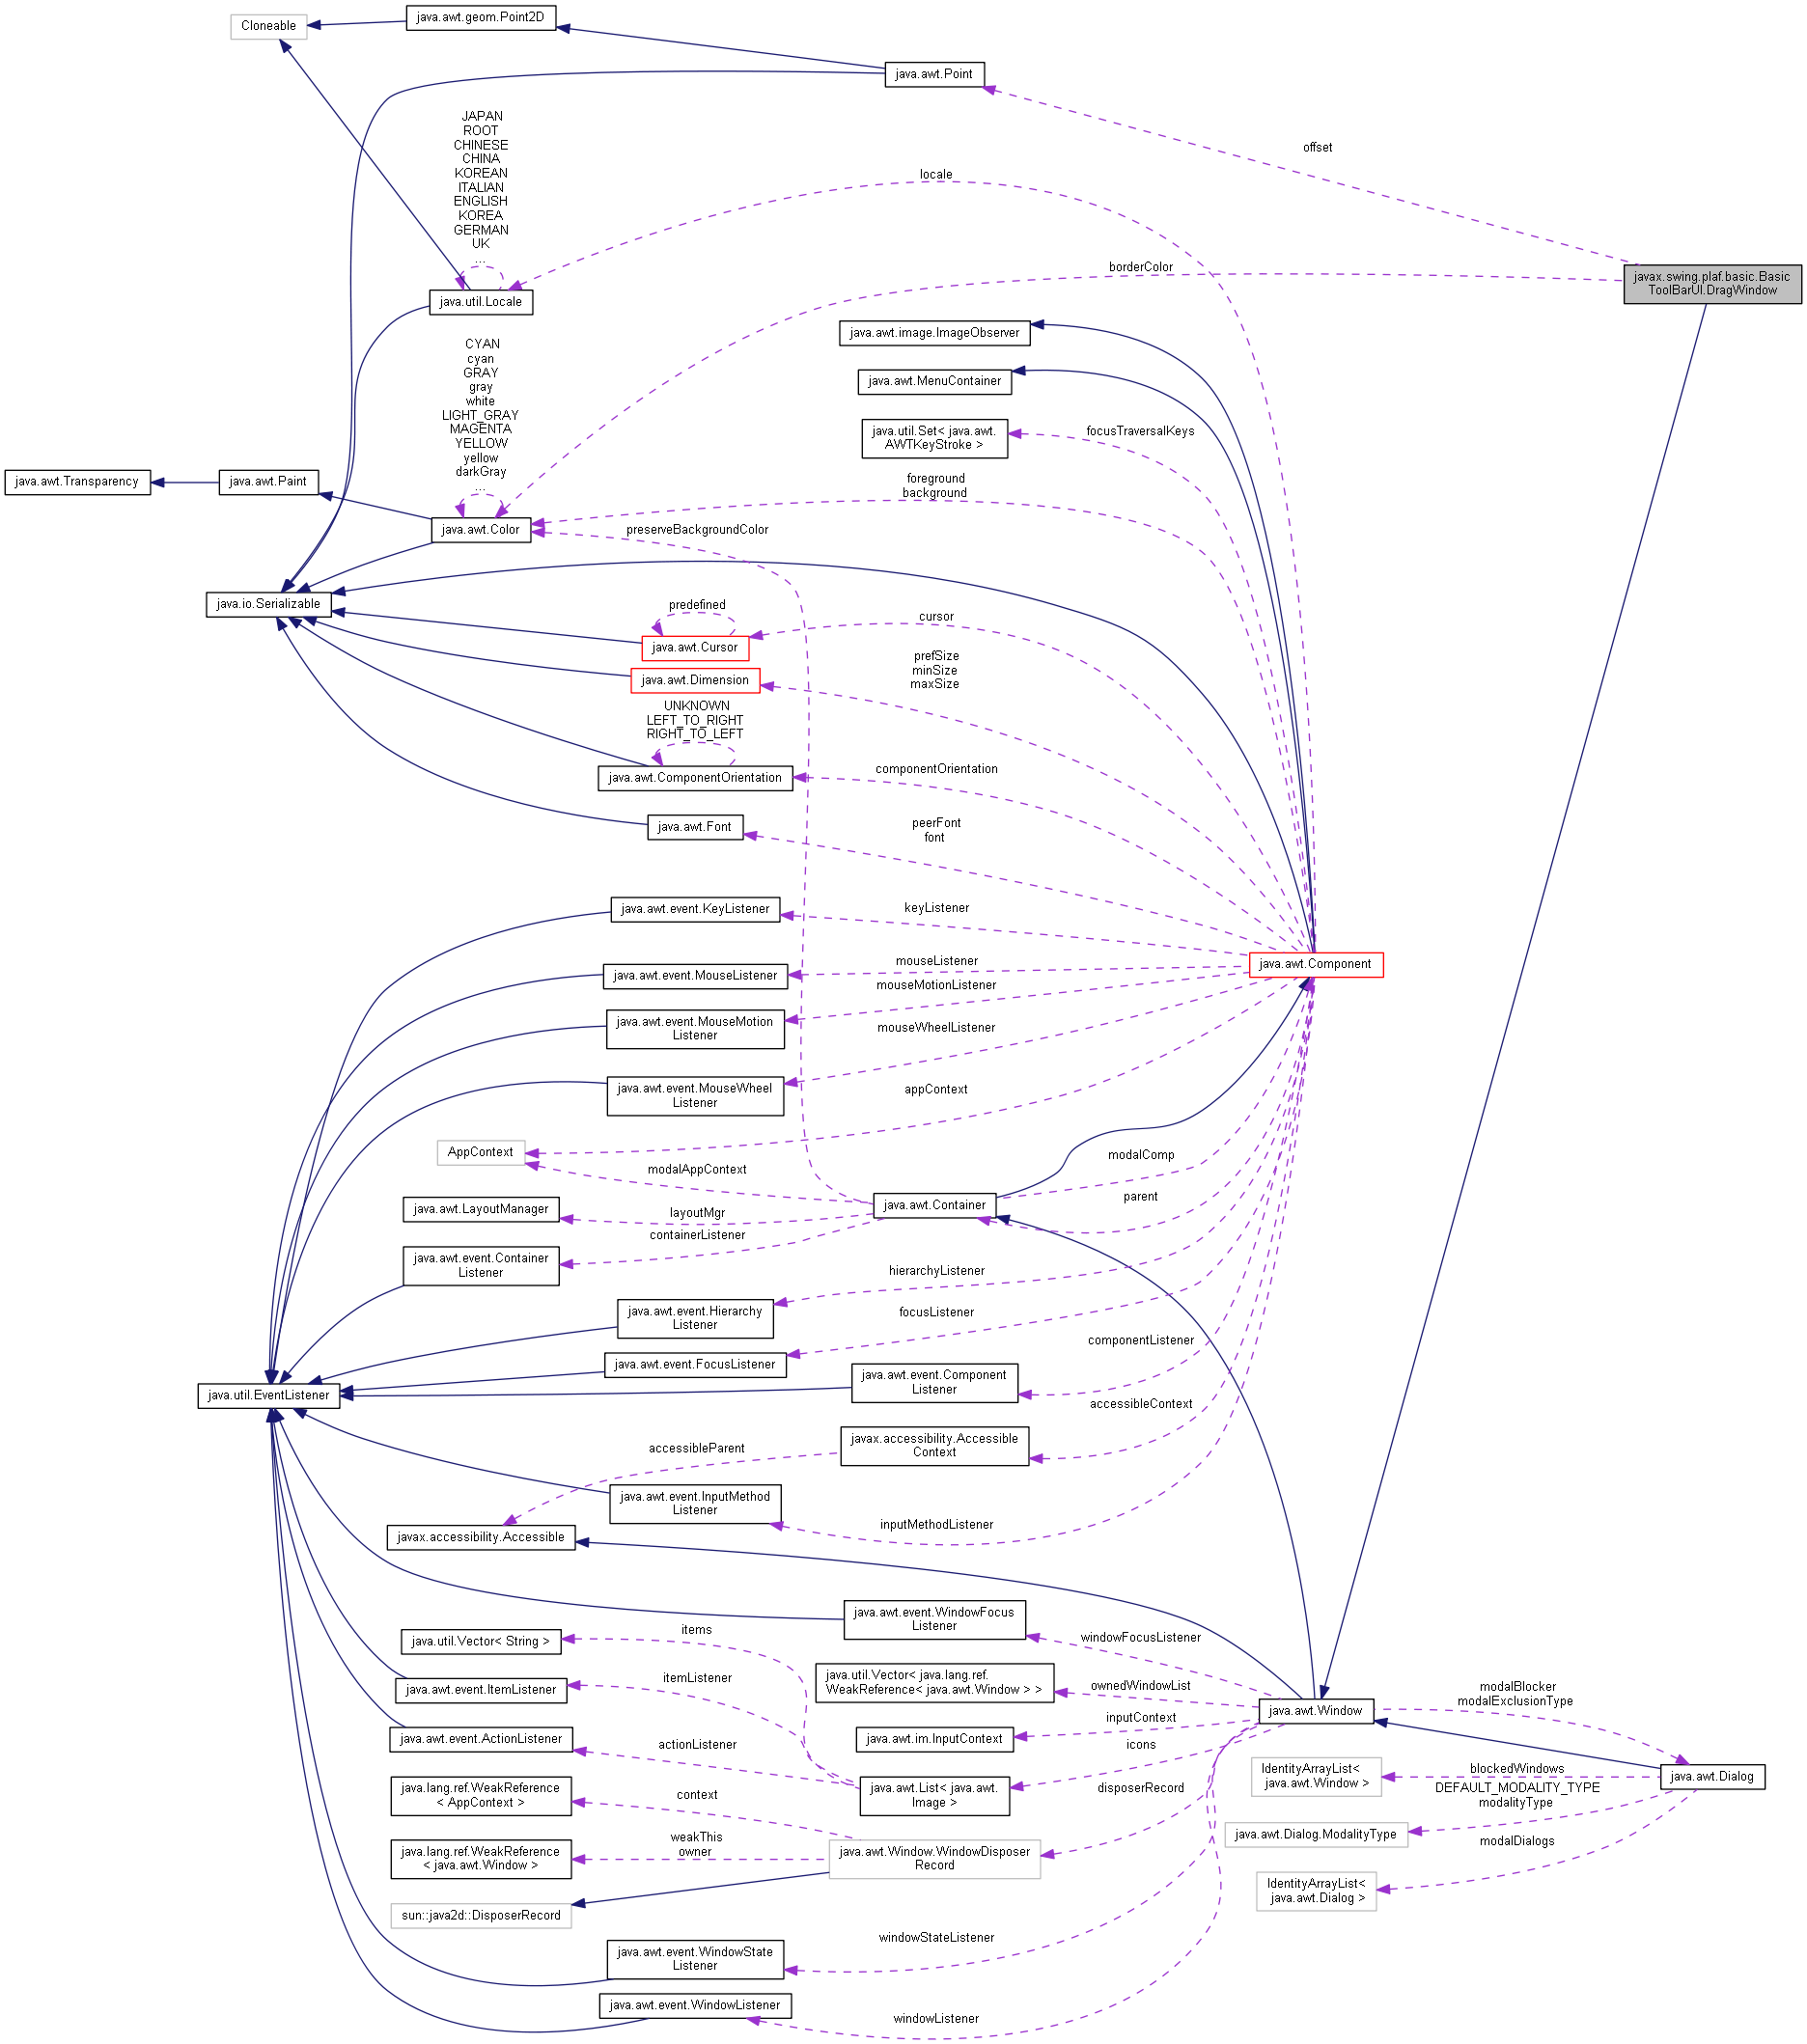 java.awt.geom.Point2D
Cloneable
java.awt.Point
JAPAN
ROOT
CHINESE
CHINA
KOREAN
ITALIAN
ENGLISH
KOREA
GERMAN
UK
...
offset
locale
borderColor
javax.swing.plaf.basic.Basic
ToolBarUI.DragWindow
java.util.Locale
java.awt.image.ImageObserver
CYAN
cyan
GRAY
gray
white
LIGHT_GRAY
MAGENTA
YELLOW
yellow
darkGray
...
java.awt.MenuContainer
java.util.Set< java.awt.
AWTKeyStroke >
focusTraversalKeys
java.awt.Transparency
java.awt.Paint
foreground
background
java.awt.Color
preserveBackgroundColor
java.io.Serializable
predefined
cursor
java.awt.Cursor
prefSize
minSize
maxSize
java.awt.Dimension
UNKNOWN
LEFT_TO_RIGHT
RIGHT_TO_LEFT
java.awt.ComponentOrientation
componentOrientation
peerFont
font
java.awt.Font
java.awt.event.KeyListener
keyListener
java.awt.event.MouseListener
mouseListener
java.awt.Component
mouseMotionListener
java.awt.event.MouseMotion
Listener
mouseWheelListener
java.awt.event.MouseWheel
Listener
appContext
AppContext
modalComp
modalAppContext
java.awt.Container
parent
java.awt.LayoutManager
layoutMgr
containerListener
java.awt.event.Container
Listener
hierarchyListener
java.awt.event.Hierarchy
Listener
focusListener
java.awt.event.FocusListener
componentListener
java.awt.event.Component
Listener
java.util.EventListener
accessibleContext
javax.accessibility.Accessible
Context
accessibleParent
java.awt.event.InputMethod
Listener
inputMethodListener
javax.accessibility.Accessible
java.awt.event.WindowFocus
Listener
windowFocusListener
java.util.Vector< String >
items
itemListener
java.awt.event.ItemListener
java.util.Vector< java.lang.ref.
WeakReference< java.awt.Window > >
ownedWindowList
java.awt.Window
modalBlocker
modalExclusionType
java.awt.event.ActionListener
actionListener
java.awt.im.InputContext
inputContext
icons
java.awt.List< java.awt.
Image >
disposerRecord
IdentityArrayList<
java.awt.Window >
blockedWindows
java.awt.Dialog
DEFAULT_MODALITY_TYPE
modalityType
java.awt.Dialog.ModalityType
modalDialogs
IdentityArrayList<
java.awt.Dialog >
java.lang.ref.WeakReference
< AppContext >
context
java.lang.ref.WeakReference
< java.awt.Window >
weakThis
owner
java.awt.Window.WindowDisposer
Record
sun::java2d::DisposerRecord
java.awt.event.WindowState
Listener
windowStateListener
java.awt.event.WindowListener
windowListener